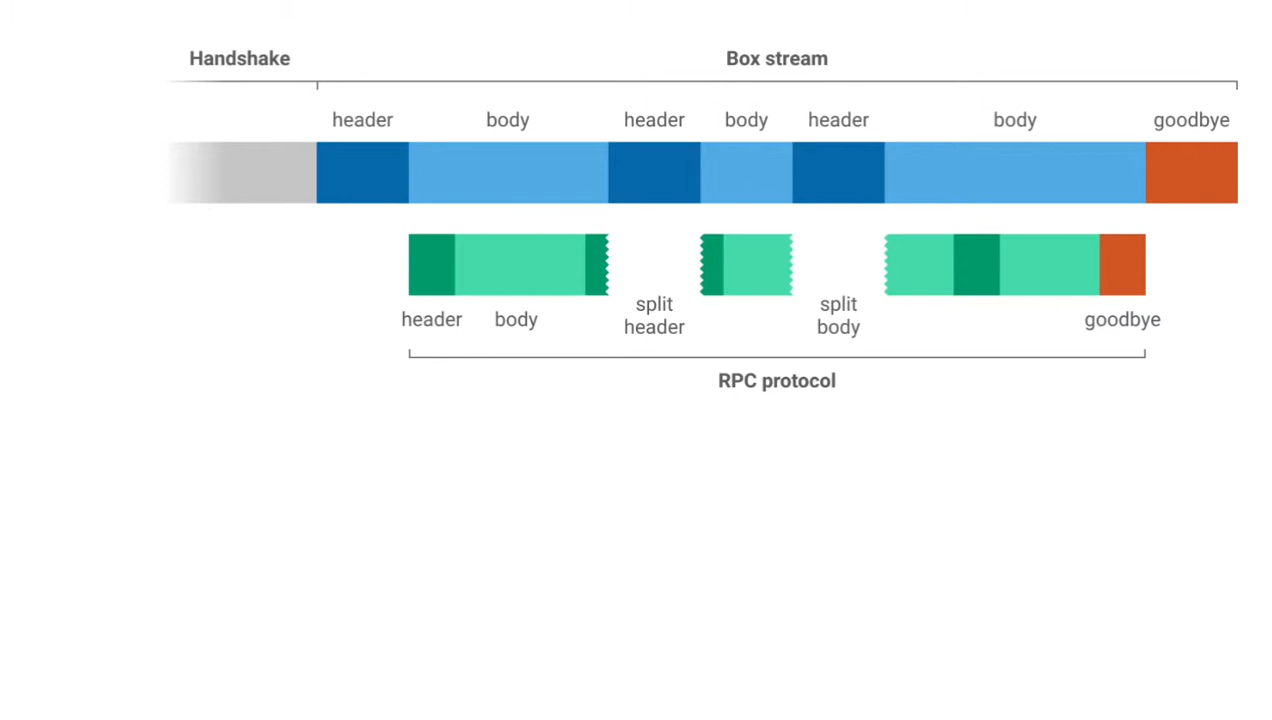 Handshake
Box stream
header body header body header body goodbye
split split
header body header body goodbye
RPC protocol